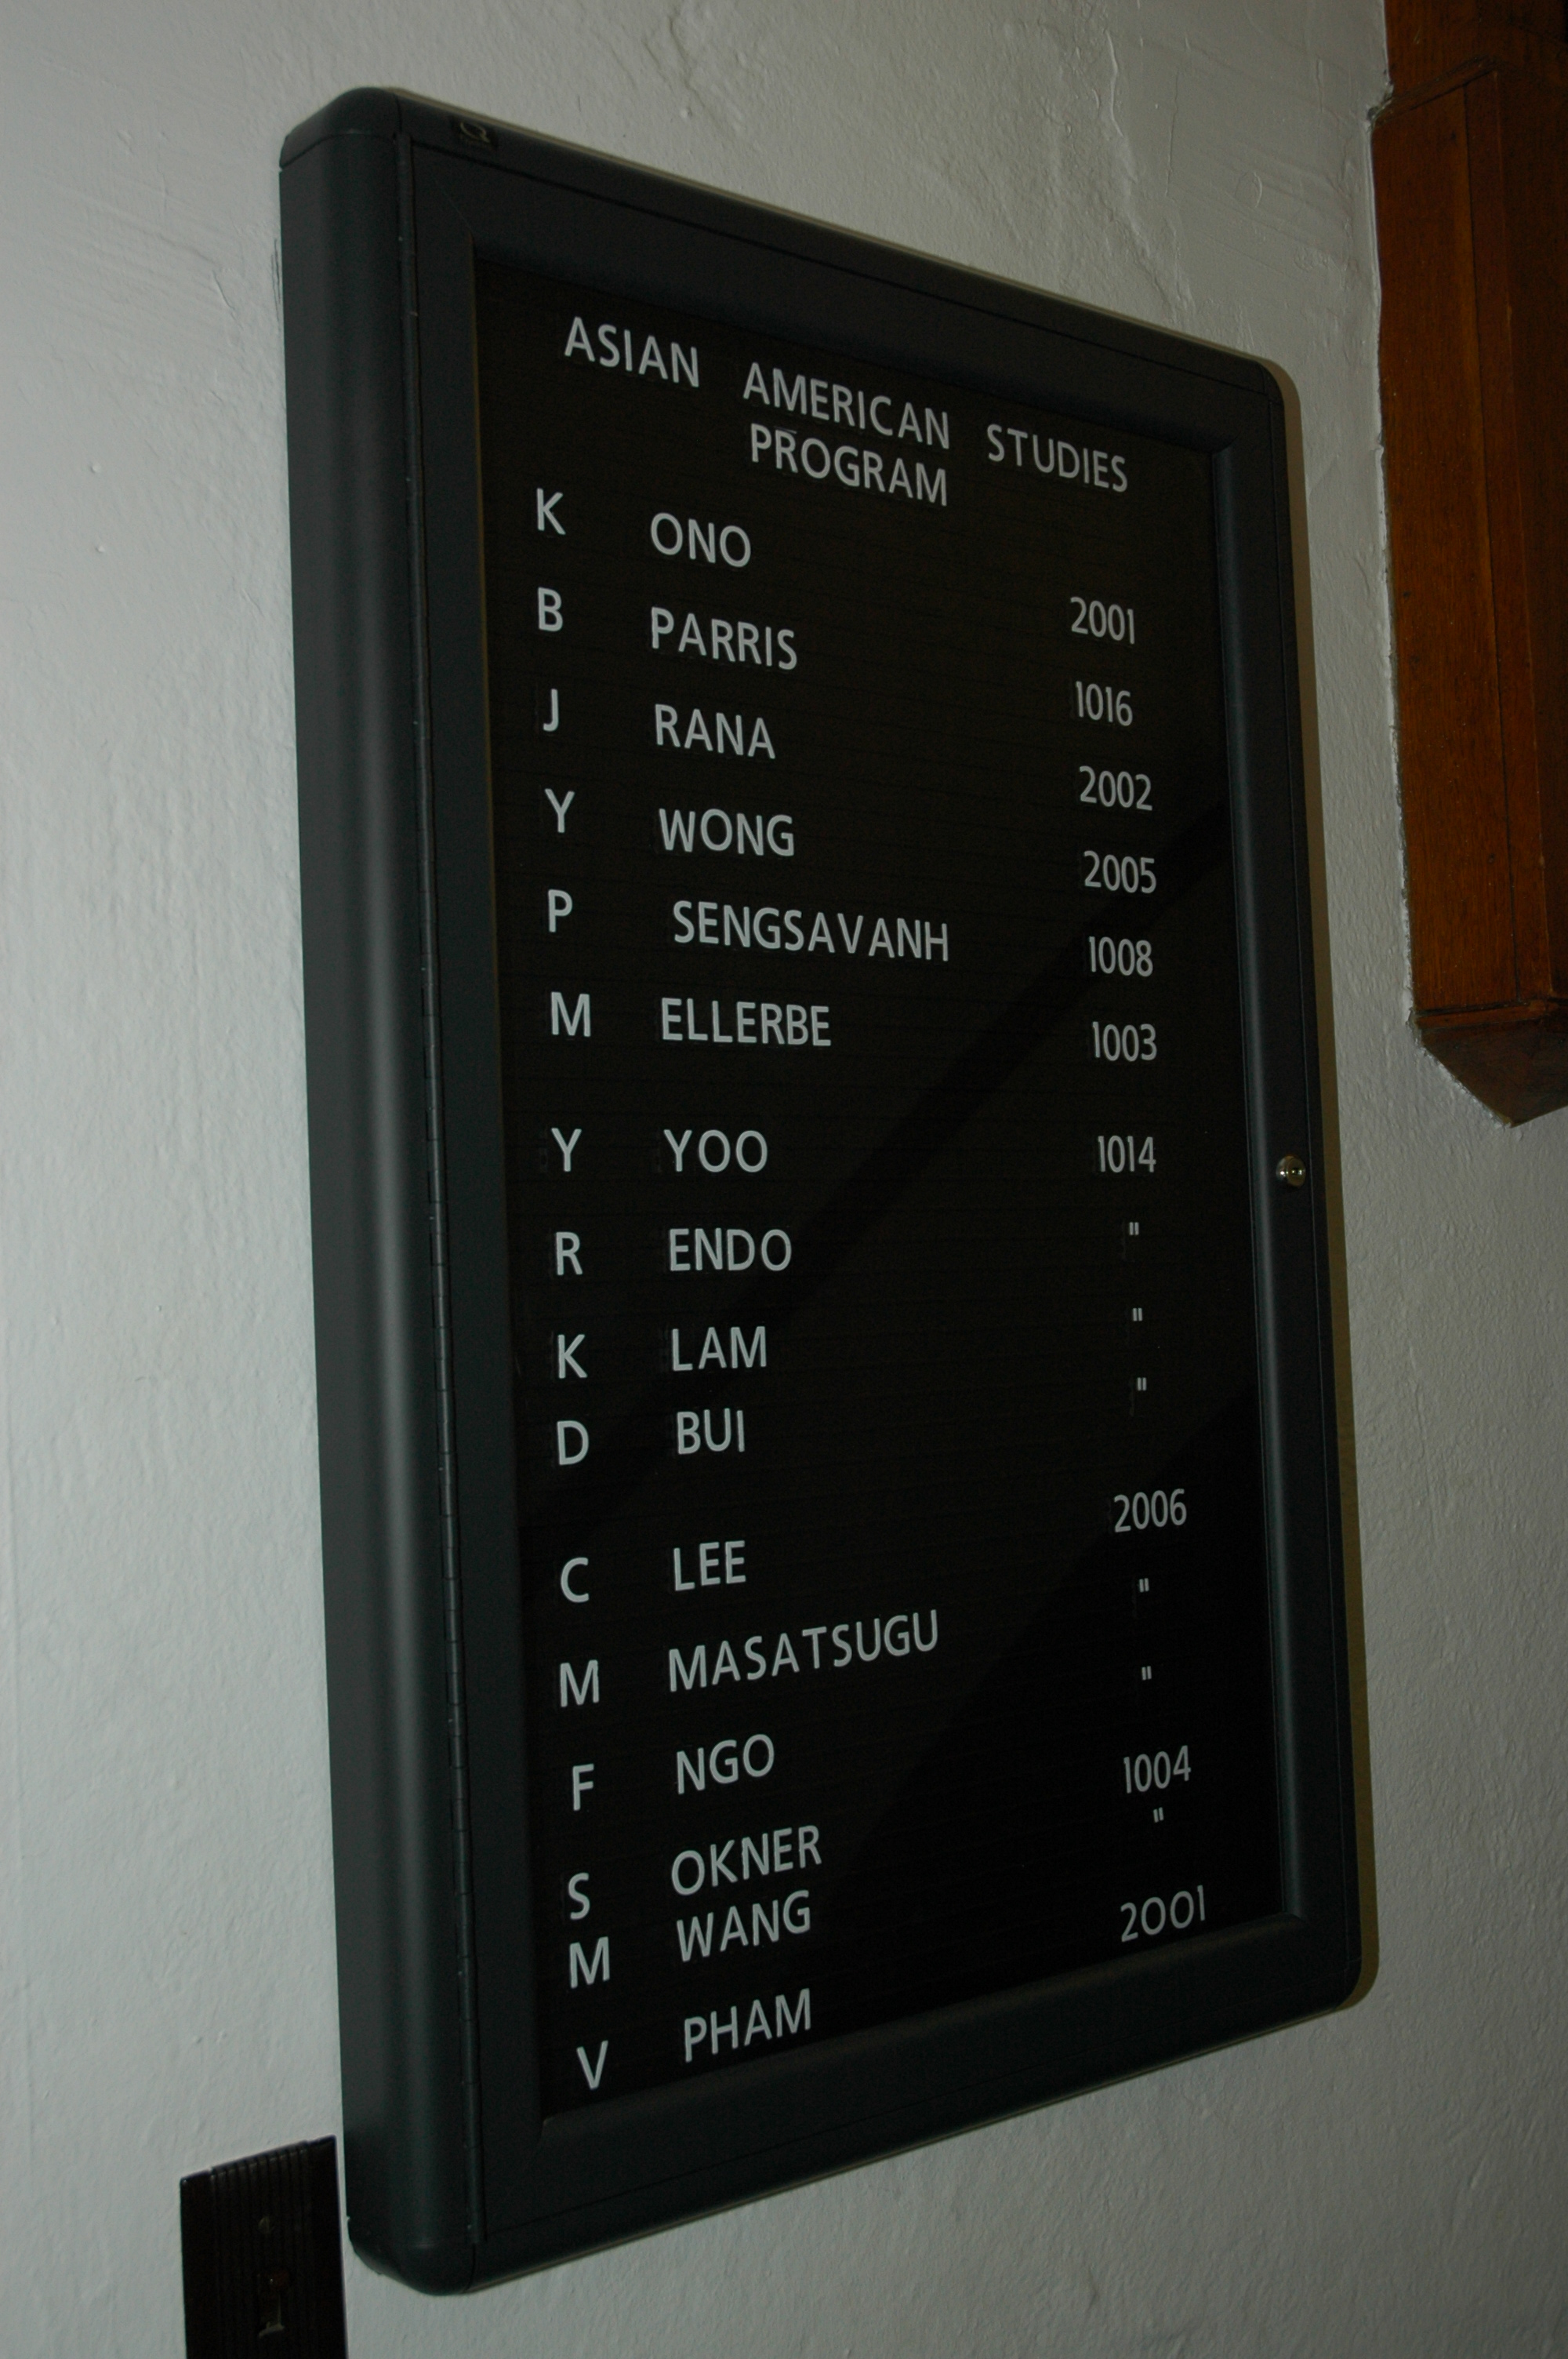 ASIAN AMERICAN STUDIES
PROGRAM
K ONO 2001
B PARRIS 1016
J RANA 2002
Y WONG 2005
P SENGSAVANH 1008
M ELLERBE 1003
Y YOO 1014
R ENDO "
K LAM "
D BUI "
C LEE 2006
M MASATSUGU "
F NGO "
S OKNER 1004
M WANG "
V PHAM 2001